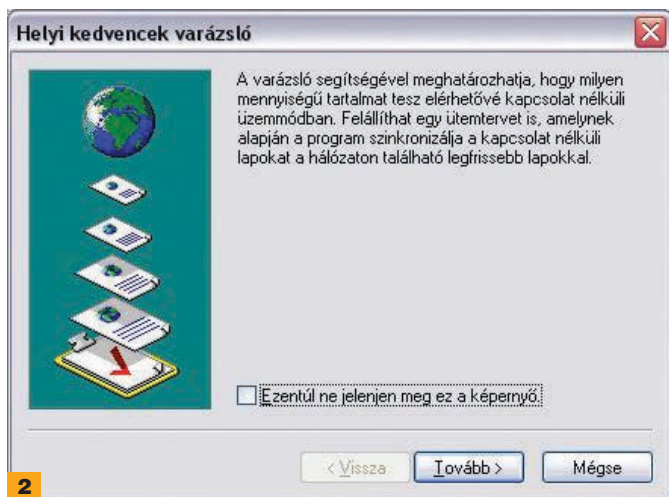 Helyi kedvencek varázsló
A varázsló segítségével meghatározhatja, hogy milyen
mennyiségű tartalmat tesz elérhetővé kapcsolat nélküli
üzemmódban. Felállíthat egy ütemtervet is, amelynek
alapján a program szinkronizálja a kapcsolat nélküli
lapokat a hálózaton található legfrissebb lapokkal.
Ezentúl ne jelenjen meg ez a képernyő.
< Vissza Tovább > Mégse
2